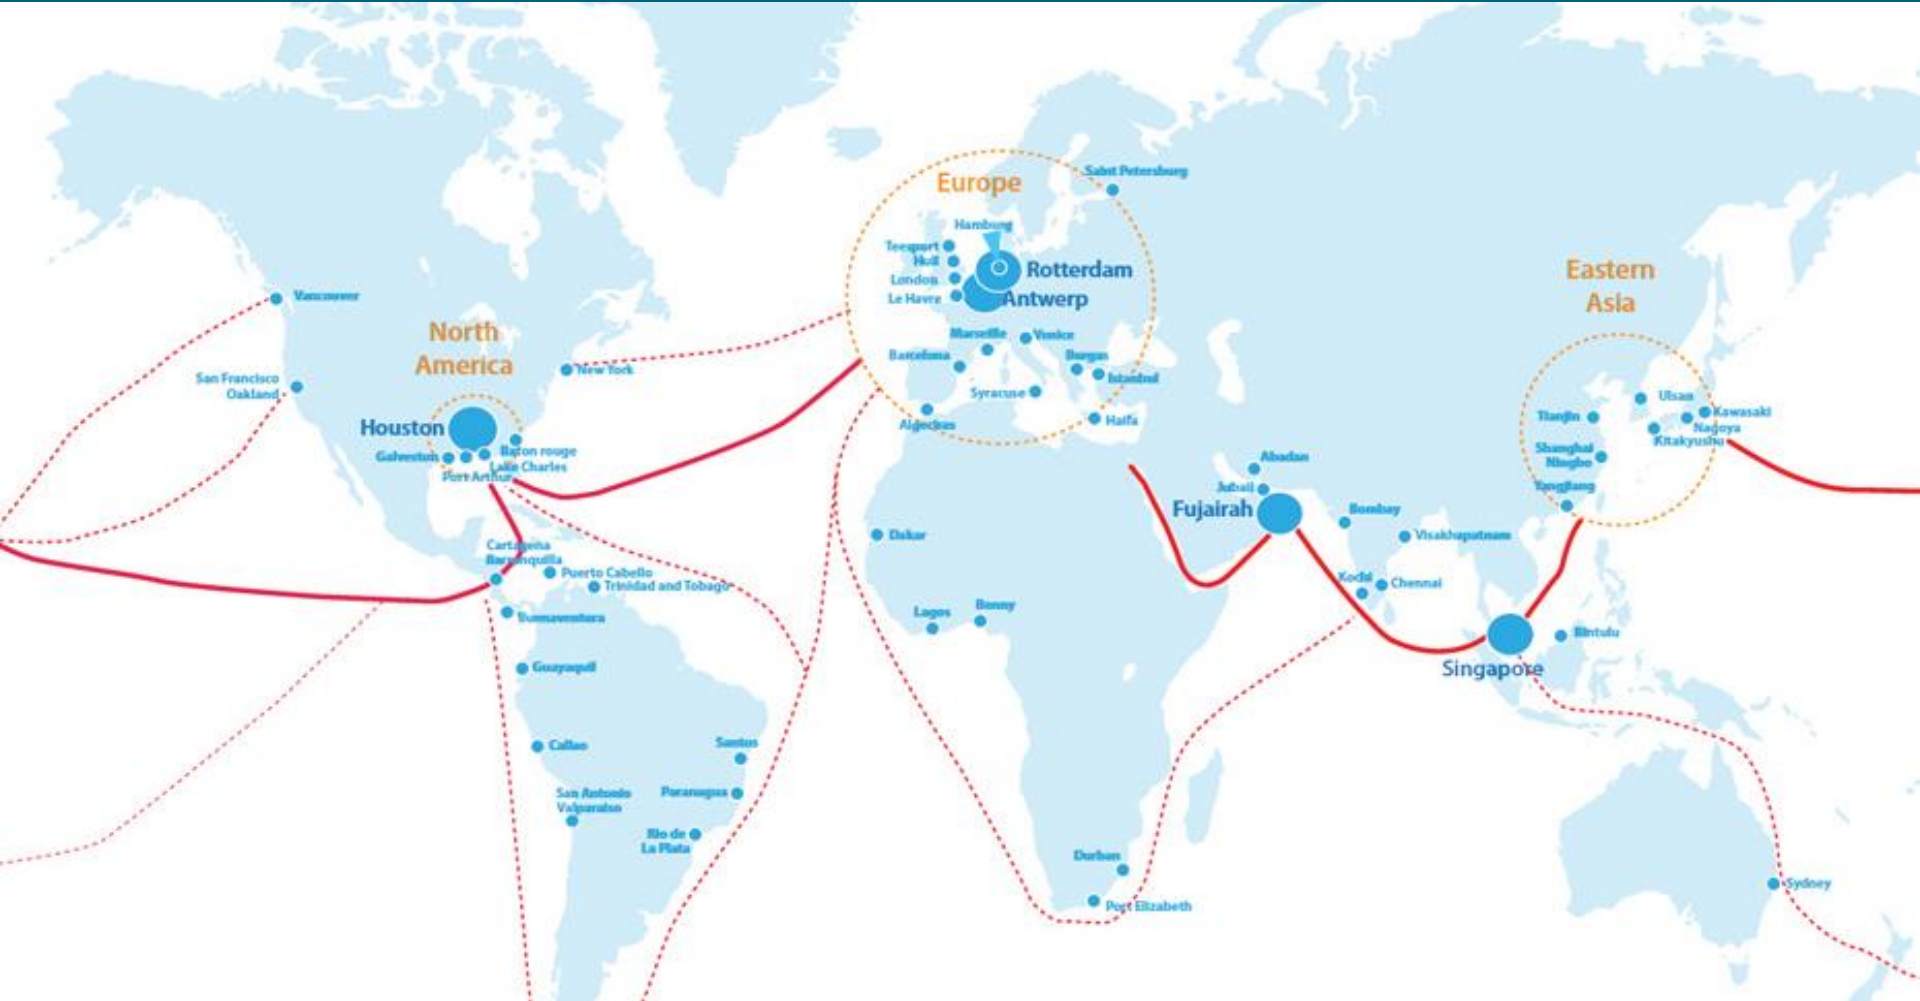 Europe
Saint Petersburg
Hamburg
Teesport
Hull
London
Le Havre
Rotterdam
Antwerp
Marseille
Venice
Barcelona
Burgas
Istanbul
Syracuse
Algeciras
Haifa
Vancouver
North
America
New York
San Francisco
Oakland
Houston
Galveston
Baton rouge
Lake Charles
Port Arthur
Eastern
Asia
Ulsan
Tianjin
Kawasaki
Nagoya
Kitakyushu
Shanghai
Ningbo
Yangjiang
Abadan
Jubail
Fujairah
Bombay
Visakhapatnam
Dakar
Cartagena
Barranquilla
Puerto Cabello
Trinidad and Tobago
Kochi
Chennai
Lagos
Bonny
Buenaventura
Bintulu
Singapore
Guayaquil
Callao
Santos
San Antonio
Valparaiso
Paranagua
Rio de
La Plata
Durban
Port Elizabeth
Sydney